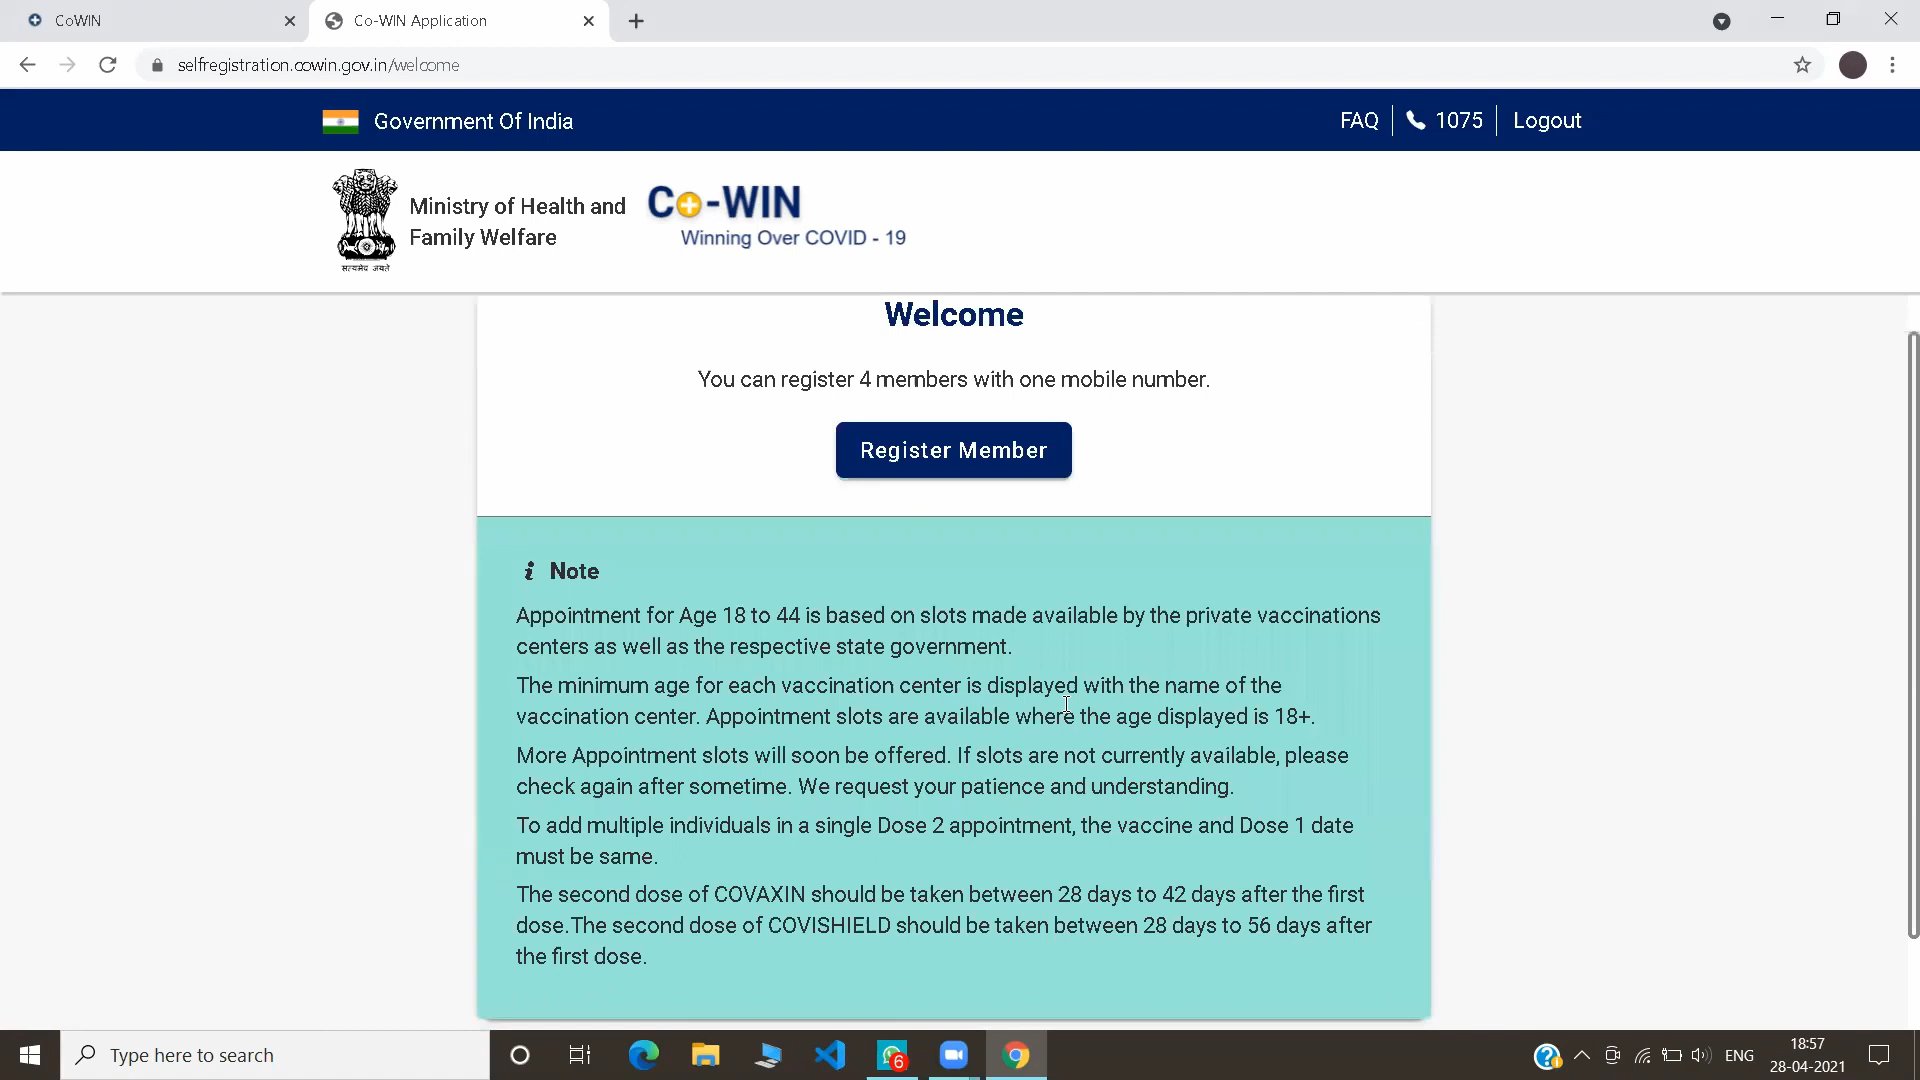 CoWIN
Co-WIN Application
selfregistration.cowin.gov.in/welcome
Government Of India
FAQ
1075
Logout
सत्यमेव जयते
Ministry of Health and
Family Welfare
Co-WIN
Winning Over COVID - 19
Welcome
You can register 4 members with one mobile number.
Register Member
i Note
Appointment for Age 18 to 44 is based on slots made available by the private vaccinations
centers as well as the respective state government.
The minimum age for each vaccination center is displayed with the name of the
vaccination center. Appointment slots are available where the age displayed is 18+.
More Appointment slots will soon be offered. If slots are not currently available, please
check again after sometime. We request your patience and understanding.
To add multiple individuals in a single Dose 2 appointment, the vaccine and Dose 1 date
must be same.
The second dose of COVAXIN should be taken between 28 days to 42 days after the first
dose.The second dose of COVISHIELD should be taken between 28 days to 56 days after
the first dose.
Type here to search
6
ENG
18:57
28-04-2021